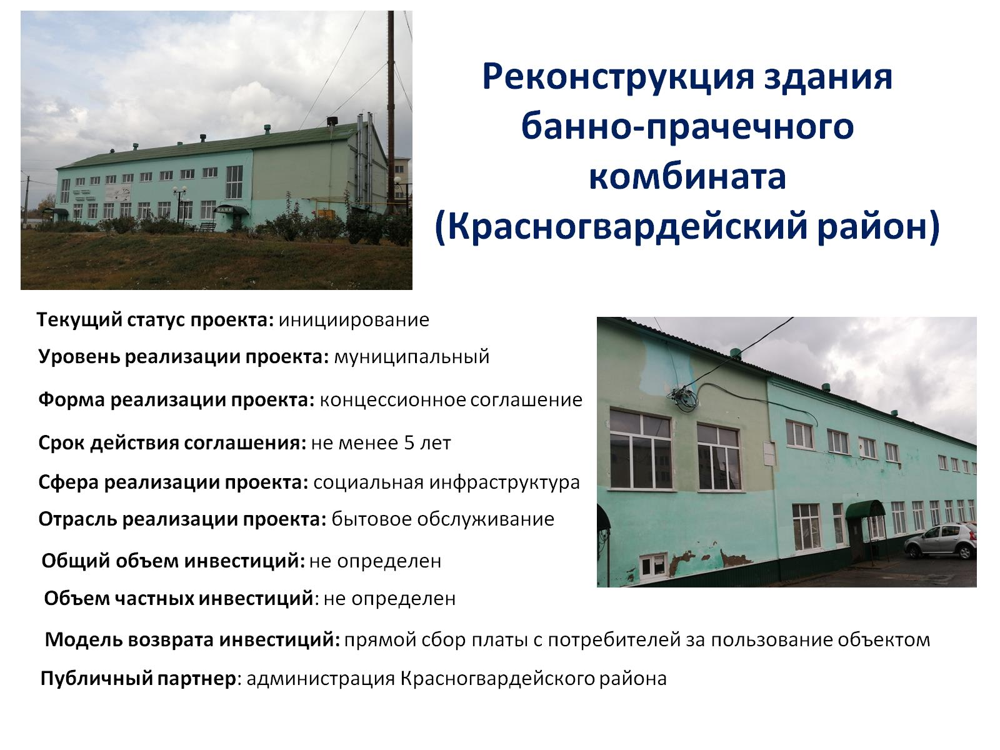 Реконструкция здания
банно-прачечного
комбината
(Красногвардейский район)
Текущий статус проекта: инициирование
Уровень реализации проекта: муниципальный
Форма реализации проекта: концессионное соглашение
Срок действия соглашения: не менее 5 лет
Сфера реализации проекта: социальная инфраструктура
Отрасль реализации проекта: бытовое обслуживание
Общий объем инвестиций: не определен
Объем частных инвестиций: не определен
Модель возврата инвестиций: прямой сбор платы с потребителей за пользование объектом
Публичный партнер: администрация Красногвардейского района